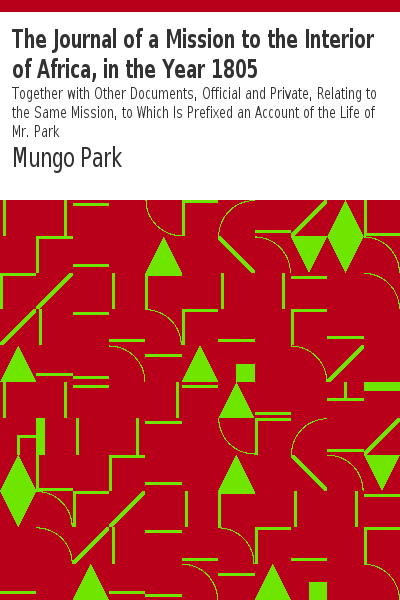 The Journal of a Mission to the Interior
of Africa, in the Year 1805
Together with Other Documents, Official and Private, Relating to
the Same Mission, to Which Is Prefixed an Account of the Life of
Mr. Park
Mungo Park